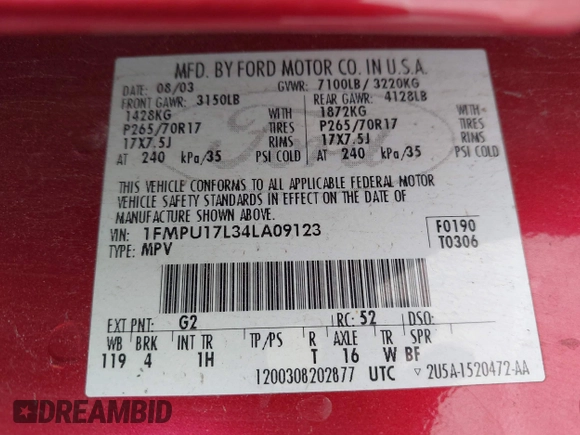 MFD. BY FORD MOTOR CO. IN U.S.A.
DATE: 08/03 GVWR: 7100LB/ 3220KG
FRONT GAWR: 3150LB REAR GAWR: 4128LB
1428KG WITH 1872KG WITH
P265/70R17 TIRES P265/70R17 TIRES
17X7.5J RIMS 17X7.5J RIMS
AT 240 kPa/35 PSI COLD AT 240 kPa/35 PSI COLD
THIS VEHICLE CONFORMS TO ALL APPLICABLE FEDERAL MOTOR
VEHICLE SAFETY STANDARDS IN EFFECT ON THE DATE OF
MANUFACTURE SHOWN ABOVE.
VIN: 1FMPU17L34LA09123 F0190
TYPE: MPV T0306
EXT PNT: G2 RC: 52 DSO:
WB BRK INT TR TP/PS R AXLE TR SPR
119 4 1H T 16 W BF
1200308202877 UTC ▽ 2U5A-1520472-AA
Ford
DREAMBID